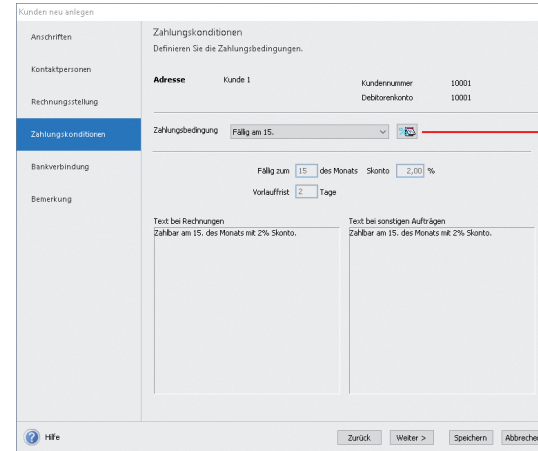 Kunden neu anlegen
Anschriften
Kontaktpersonen
Rechnungsstellung
Zahlungskonditionen
Bankverbindung
Bemerkung
Zahlungskonditionen
Definieren Sie die Zahlungsbedingungen.
Adresse Kunde 1
Kundennummer 10001
Debitorenkonto 10001
Zahlungsbedingung Fällig am 15.
Fällig zum 15 des Monats Skonto 2,00 %
Vorlauffrist 2 Tage
Text bei Rechnungen
Zahlbar am 15. des Monats mit 2% Skonto.
Text bei sonstigen Aufträgen
Zahlbar am 15. des Monats mit 2% Skonto.
Hilfe
Zurück Weiter > Speichern Abbrechen